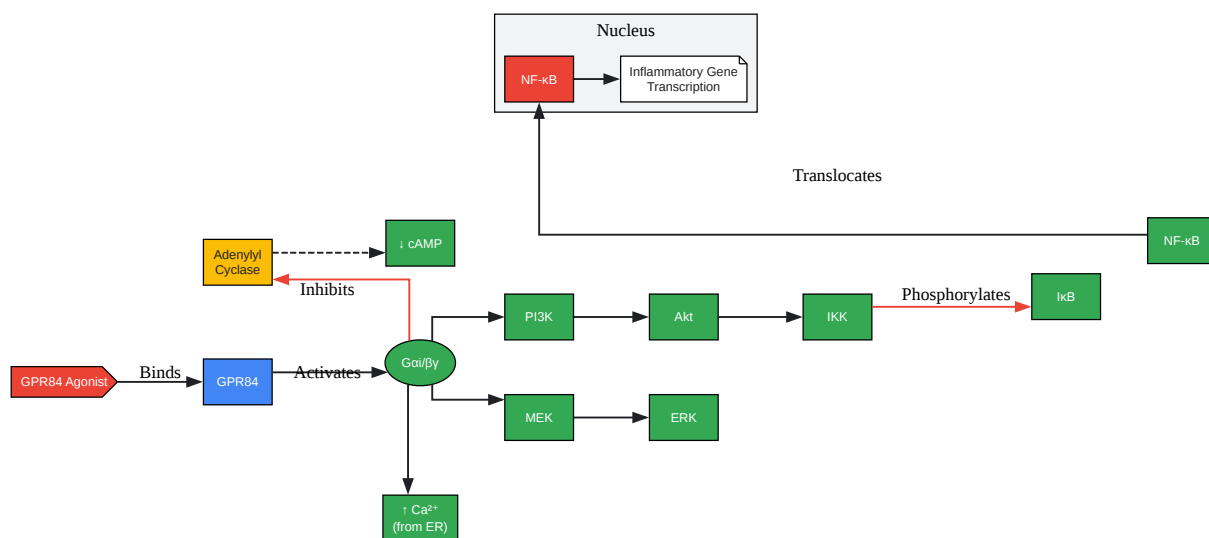 Nucleus
NF-κB
Inflammatory Gene
Transcription
Translocates
NF-κB
Adenylyl
Cyclase
↓ cAMP
Inhibits
PI3K
Akt
IKK
Phosphorylates
IκB
GPR84 Agonist
Binds
GPR84
Activates
Gαi/βγ
MEK
ERK
↑ Ca²⁺
(from ER)